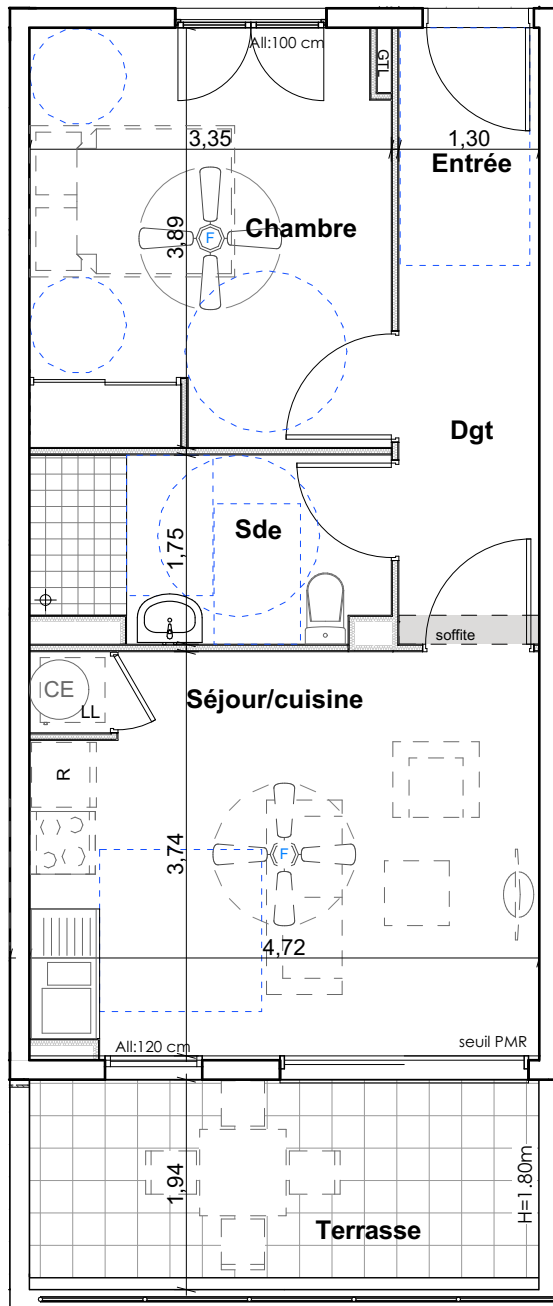 All:100 cm
GTL
3,35
1,30
Entrée
3,89
F
Chambre
Dgt
Sde
1,75
soffite
CE
LL
Séjour/cuisine
R
3,74
F
4,72
All:120 cm
seuil PMR
1,94
H=1.80m
Terrasse